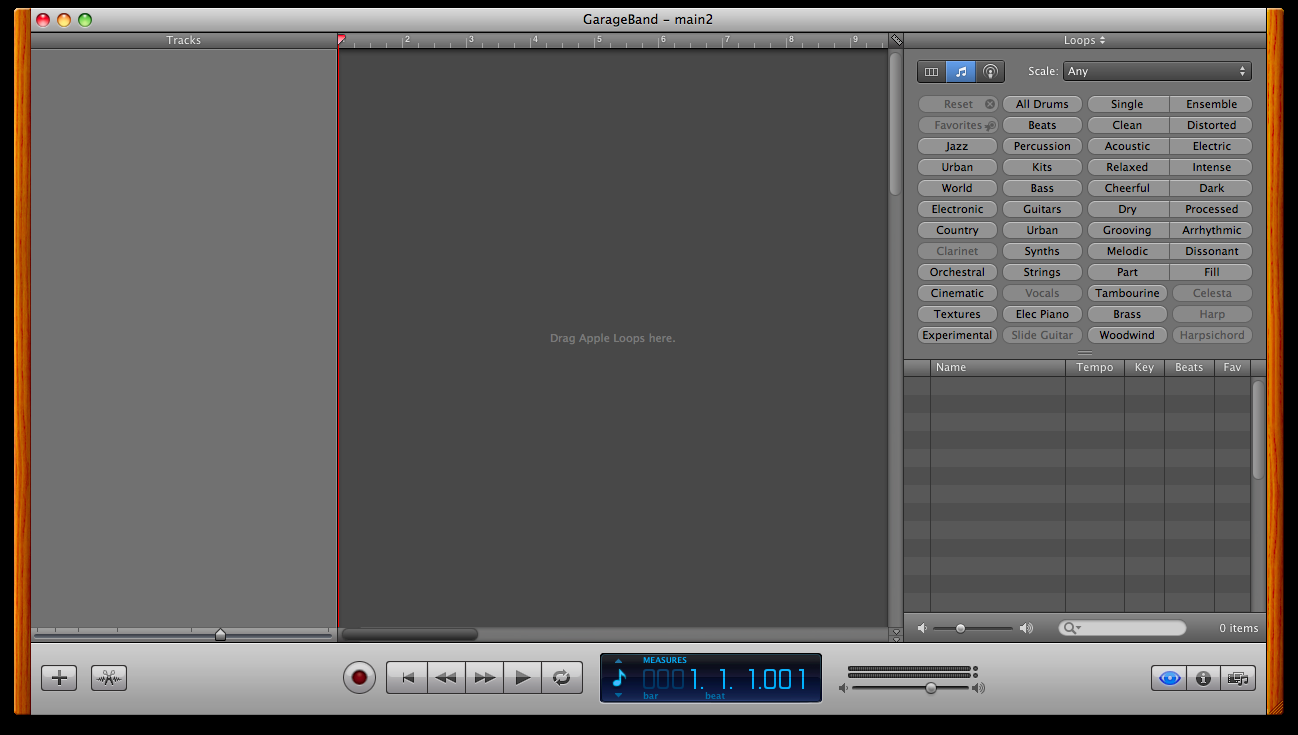 GarageBand – main2
Tracks
2 3 4 5 6 7 8 9
Loops
Scale: Any
Reset All Drums Single Ensemble
Favorites Beats Clean Distorted
Jazz Percussion Acoustic Electric
Urban Kits Relaxed Intense
World Bass Cheerful Dark
Electronic Guitars Dry Processed
Country Urban Grooving Arrhythmic
Clarinet Synths Melodic Dissonant
Orchestral Strings Part Fill
Cinematic Vocals Tambourine Celesta
Textures Elec Piano Brass Harp
Experimental Slide Guitar Woodwind Harpsichord
Drag Apple Loops here.
Name Tempo Key Beats Fav
0 items
MEASURES
0001. 1. 1.001
bar beat